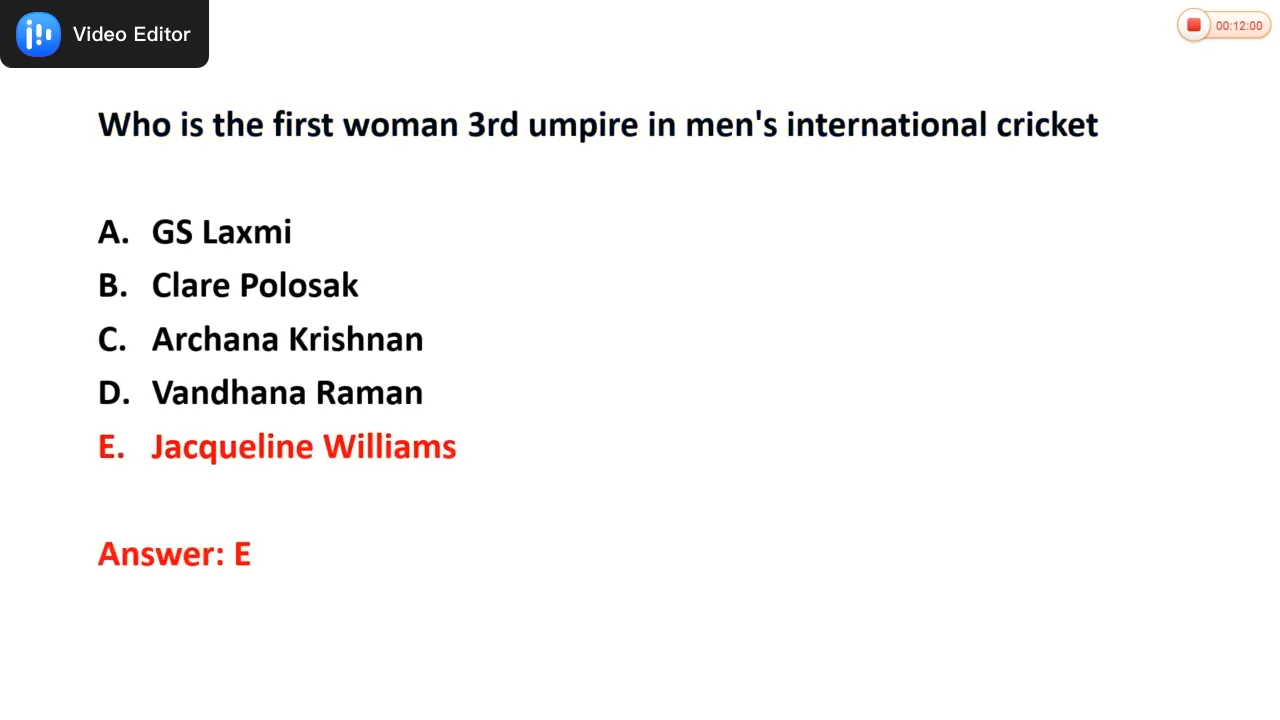 Video Editor
00:12:00
Who is the first woman 3rd umpire in men's international cricket
A. GS Laxmi
B. Clare Polosak
C. Archana Krishnan
D. Vandhana Raman
E. Jacqueline Williams
Answer: E